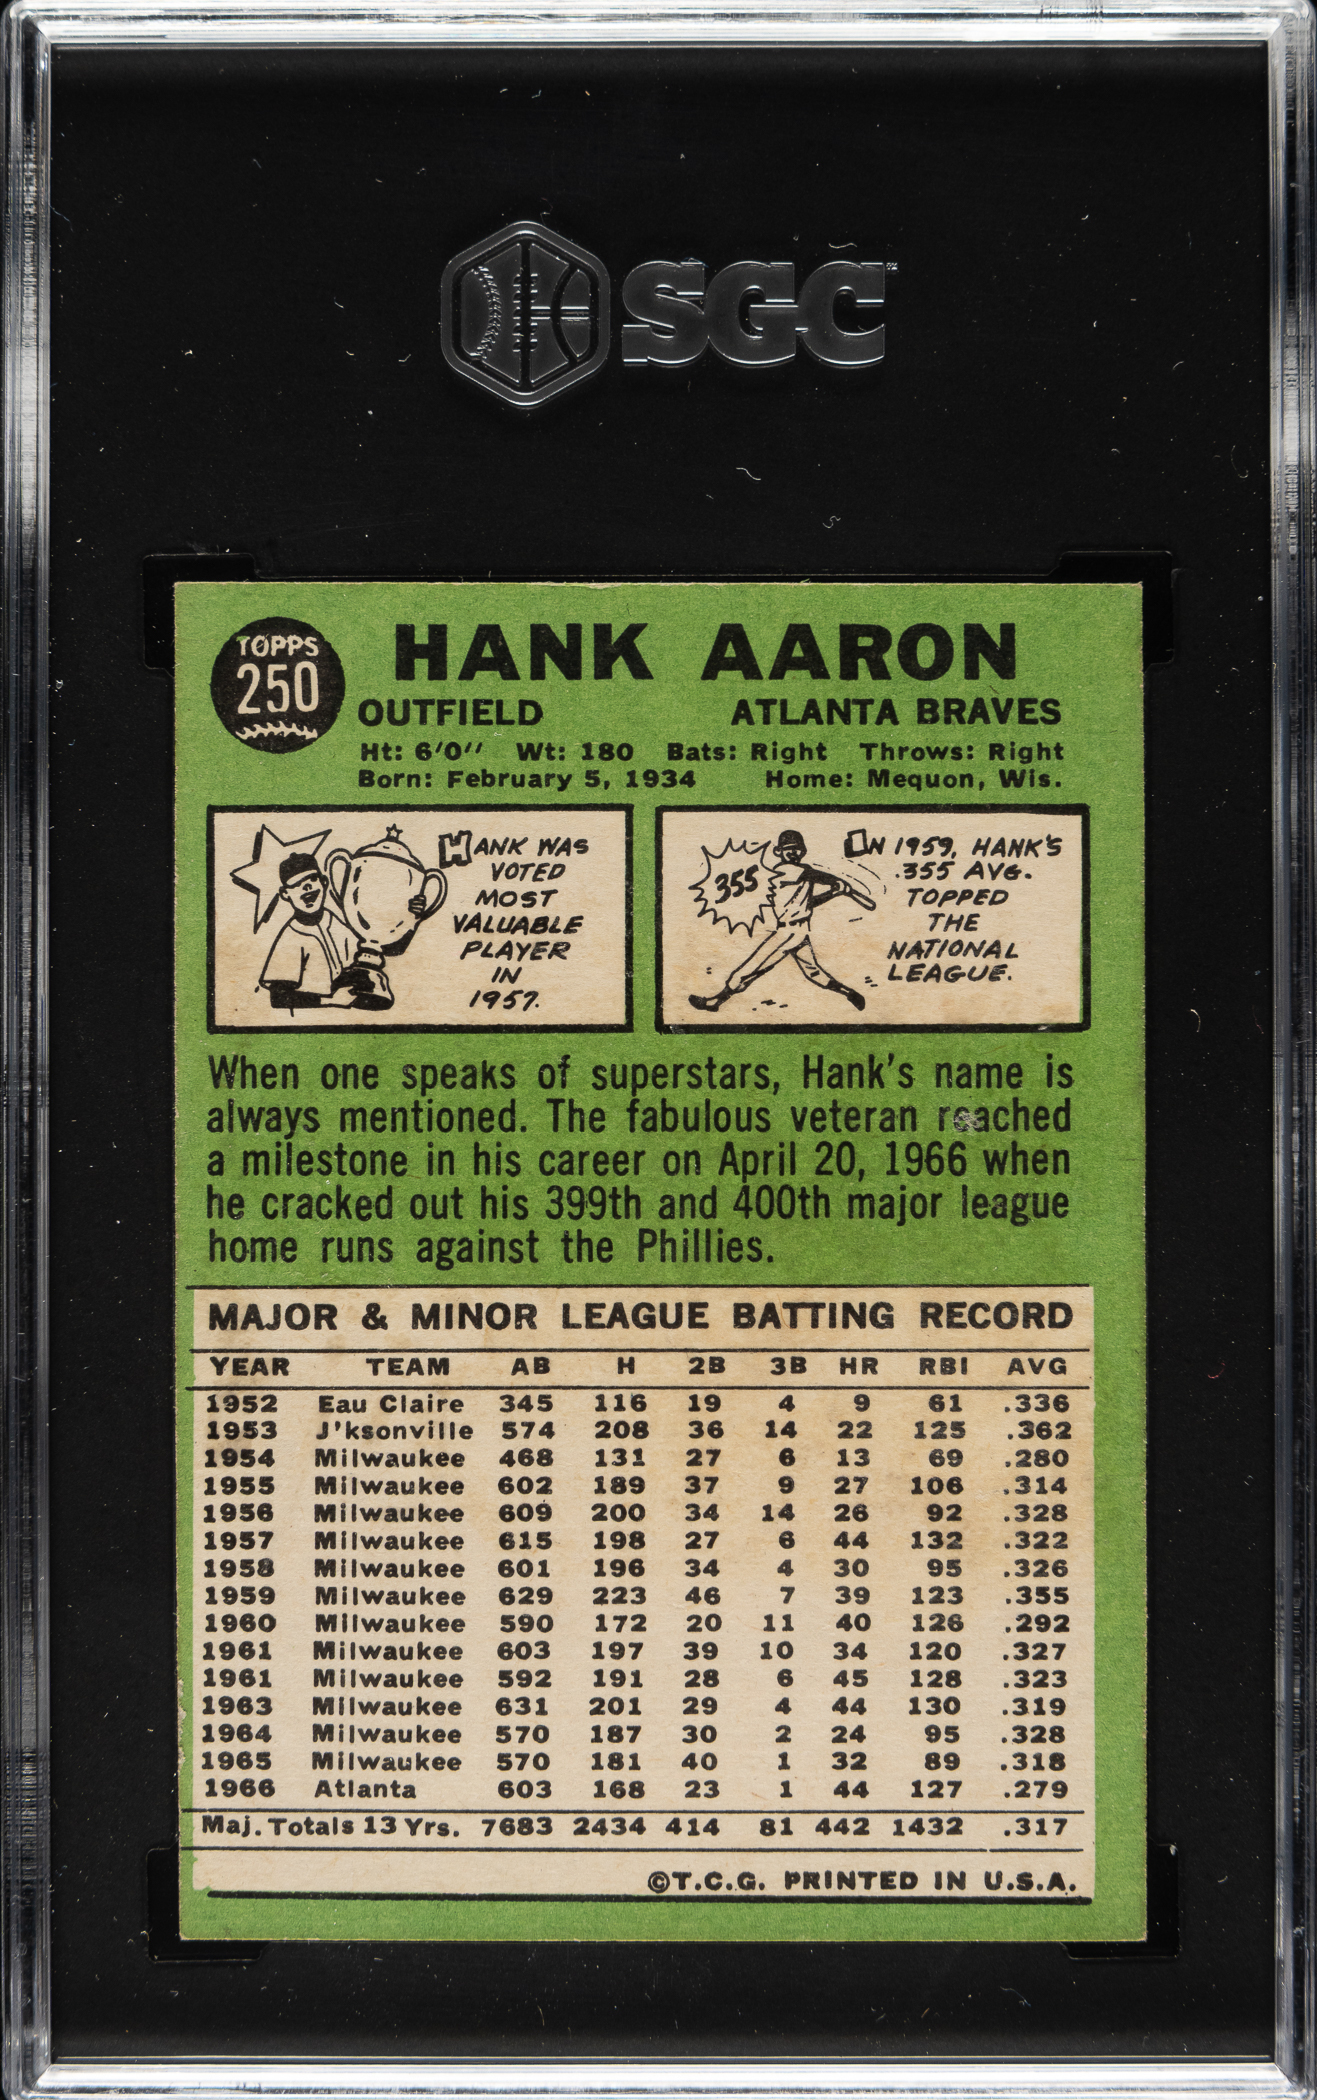 SGC
TOPPS
250
HANK AARON
OUTFIELD ATLANTA BRAVES
Ht: 6'0'' Wt: 180 Bats: Right Throws: Right
Born: February 5, 1934 Home: Mequon, Wis.
HANK WAS
VOTED
MOST
VALUABLE
PLAYER
IN
1957.
355
IN 1959, HANK'S
.355 AVG.
TOPPED
THE
NATIONAL
LEAGUE.
When one speaks of superstars, Hank's name is
always mentioned. The fabulous veteran reached
a milestone in his career on April 20, 1966 when
he cracked out his 399th and 400th major league
home runs against the Phillies.
MAJOR & MINOR LEAGUE BATTING RECORD
YEAR TEAM AB H 2B 3B HR RBI AVG
1952 Eau Claire 345 116 19 4 9 61 .336
1953 J'ksonville 574 208 36 14 22 125 .362
1954 Milwaukee 468 131 27 6 13 69 .280
1955 Milwaukee 602 189 37 9 27 106 .314
1956 Milwaukee 609 200 34 14 26 92 .328
1957 Milwaukee 615 198 27 6 44 132 .322
1958 Milwaukee 601 196 34 4 30 95 .326
1959 Milwaukee 629 223 46 7 39 123 .355
1960 Milwaukee 590 172 20 11 40 126 .292
1961 Milwaukee 603 197 39 10 34 120 .327
1961 Milwaukee 592 191 28 6 45 128 .323
1963 Milwaukee 631 201 29 4 44 130 .319
1964 Milwaukee 570 187 30 2 24 95 .328
1965 Milwaukee 570 181 40 1 32 89 .318
1966 Atlanta 603 168 23 1 44 127 .279
Maj. Totals 13 Yrs. 7683 2434 414 81 442 1432 .317
©T.C.G. PRINTED IN U.S.A.